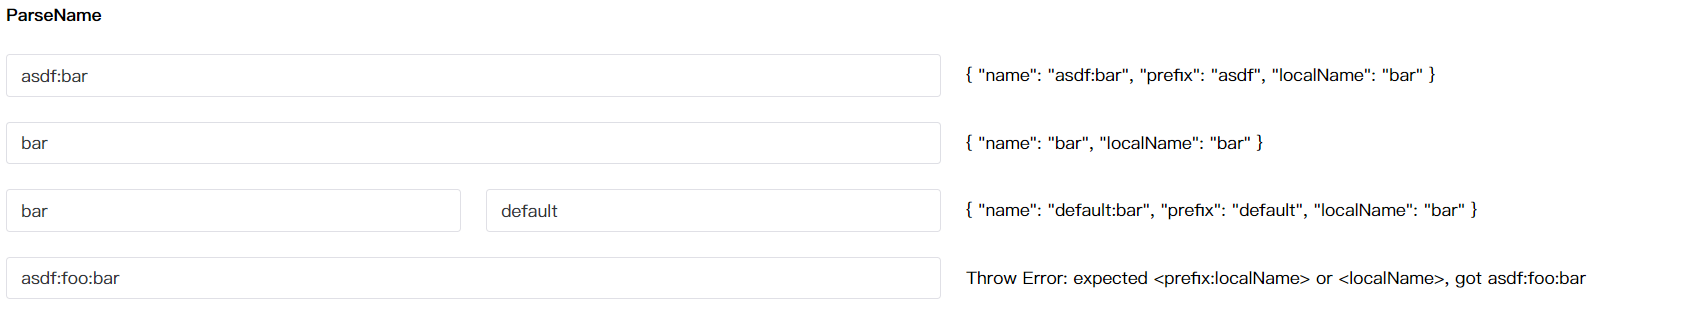 ParseName
asdf:bar { "name": "asdf:bar", "prefix": "asdf", "localName": "bar" }
bar { "name": "bar", "localName": "bar" }
bar default { "name": "default:bar", "prefix": "default", "localName": "bar" }
asdf:foo:bar Throw Error: expected <prefix:localName> or <localName>, got asdf:foo:bar